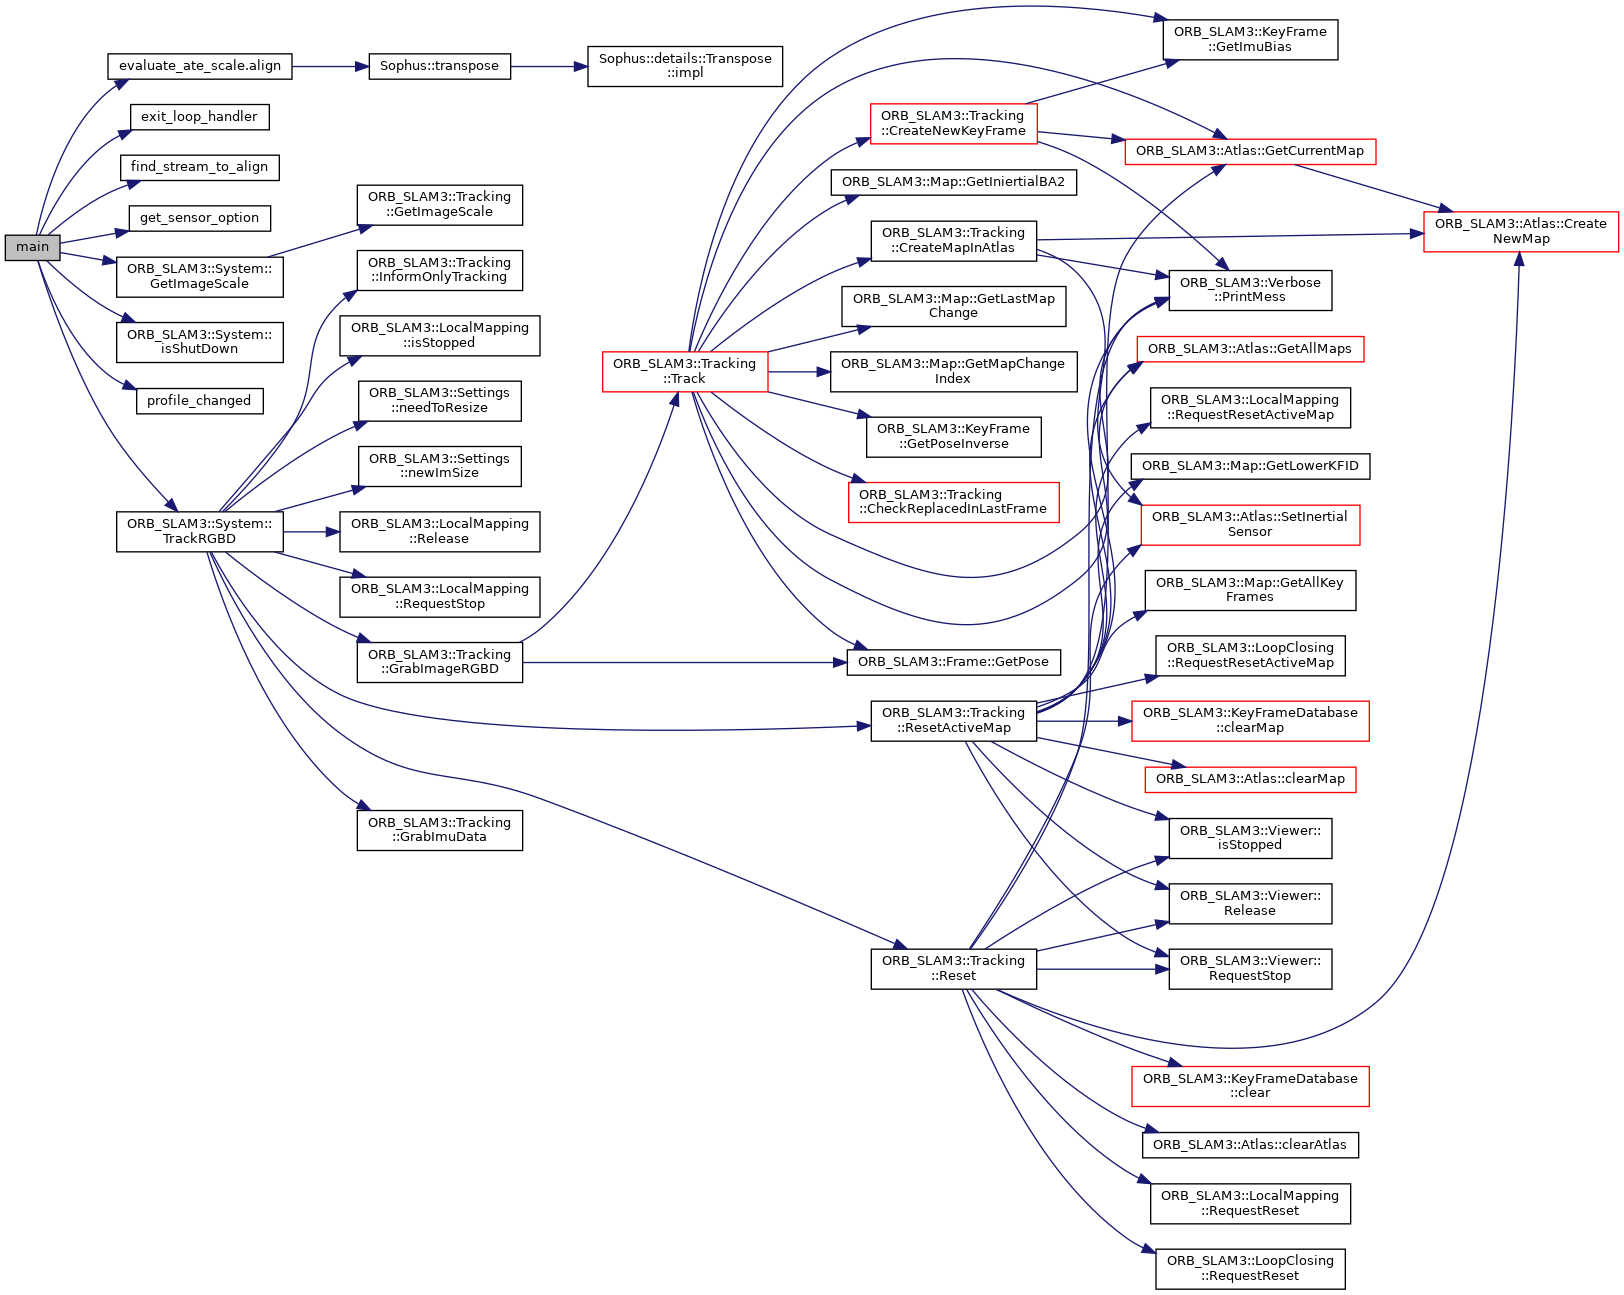 main
evaluate_ate_scale.align
exit_loop_handler
find_stream_to_align
get_sensor_option
ORB_SLAM3::System::
GetImageScale
ORB_SLAM3::System::
isShutDown
profile_changed
ORB_SLAM3::System::
TrackRGBD
Sophus::transpose
ORB_SLAM3::Tracking
::GetImageScale
ORB_SLAM3::Tracking
::InformOnlyTracking
ORB_SLAM3::LocalMapping
::isStopped
ORB_SLAM3::Settings
::needToResize
ORB_SLAM3::Settings
::newImSize
ORB_SLAM3::LocalMapping
::Release
ORB_SLAM3::LocalMapping
::RequestStop
ORB_SLAM3::Tracking
::GrabImageRGBD
ORB_SLAM3::Tracking
::GrabImuData
Sophus::details::Transpose
::impl
ORB_SLAM3::Tracking
::Track
ORB_SLAM3::Tracking
::CreateNewKeyFrame
ORB_SLAM3::Map::GetIniertialBA2
ORB_SLAM3::Tracking
::CreateMapInAtlas
ORB_SLAM3::Map::GetLastMap
Change
ORB_SLAM3::Map::GetMapChange
Index
ORB_SLAM3::KeyFrame
::GetPoseInverse
ORB_SLAM3::Tracking
::CheckReplacedInLastFrame
ORB_SLAM3::Frame::GetPose
ORB_SLAM3::Tracking
::ResetActiveMap
ORB_SLAM3::Tracking
::Reset
ORB_SLAM3::KeyFrame
::GetImuBias
ORB_SLAM3::Atlas::GetCurrentMap
ORB_SLAM3::Verbose
::PrintMess
ORB_SLAM3::Atlas::GetAllMaps
ORB_SLAM3::LocalMapping
::RequestResetActiveMap
ORB_SLAM3::Map::GetLowerKFID
ORB_SLAM3::Atlas::SetInertial
Sensor
ORB_SLAM3::Map::GetAllKey
Frames
ORB_SLAM3::LoopClosing
::RequestResetActiveMap
ORB_SLAM3::KeyFrameDatabase
::clearMap
ORB_SLAM3::Atlas::clearMap
ORB_SLAM3::Viewer::
isStopped
ORB_SLAM3::Viewer::
Release
ORB_SLAM3::Viewer::
RequestStop
ORB_SLAM3::KeyFrameDatabase
::clear
ORB_SLAM3::Atlas::clearAtlas
ORB_SLAM3::LocalMapping
::RequestReset
ORB_SLAM3::LoopClosing
::RequestReset
ORB_SLAM3::Atlas::Create
NewMap